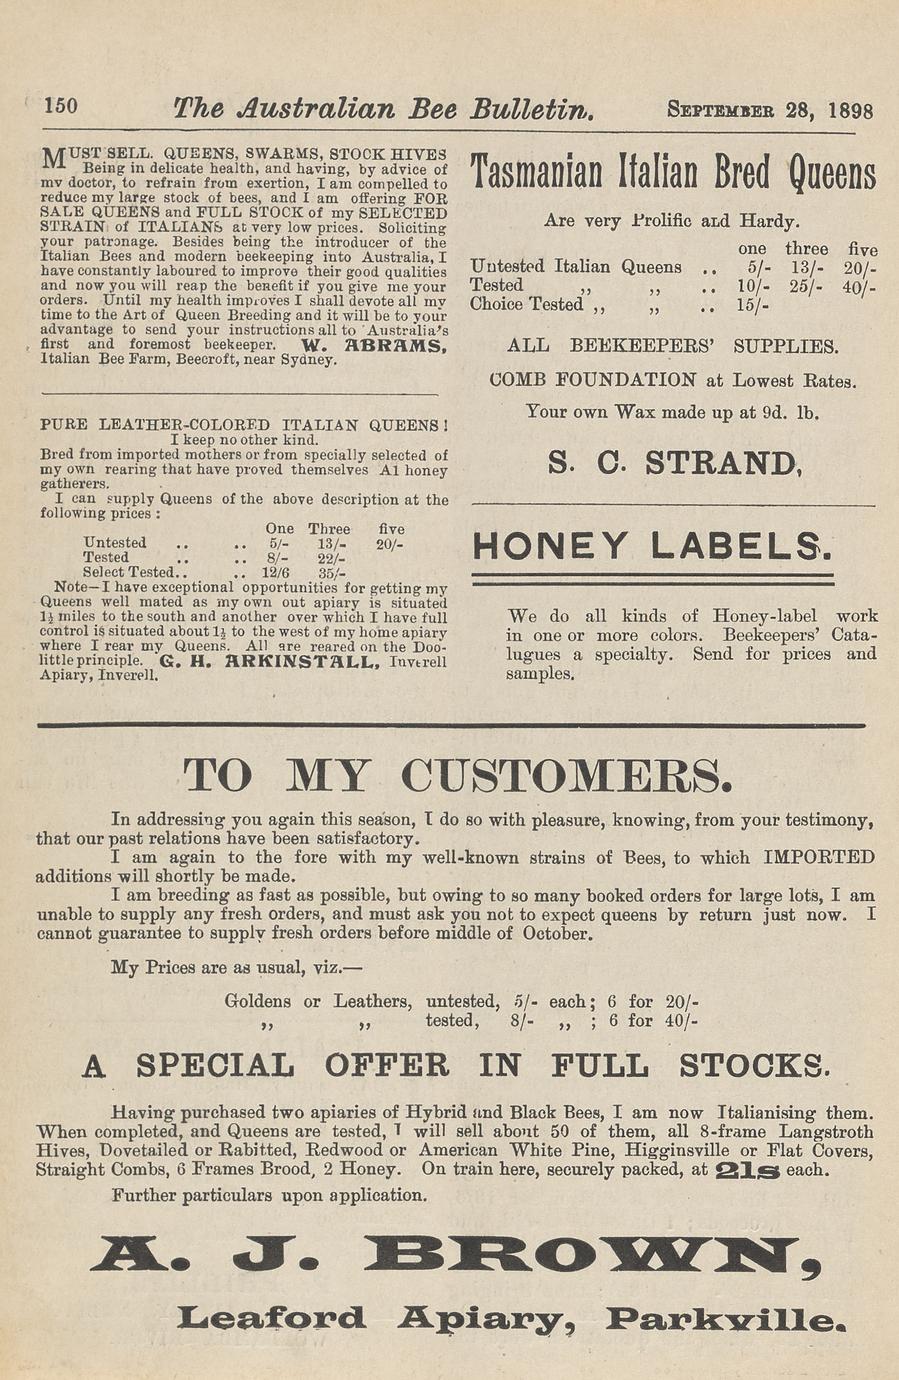 150 The Australian Bee Bulletin. SEPTEMBER 28, 1898
MUST SELL. QUEENS, SWARMS, STOCK HIVES
Being in delicate health, and having, by advice of
mv doctor, to refrain from exertion, I am compelled to
reduce my large stock of bees, and I am offering FOR
SALE QUEENS and FULL STOCK of my SELECTED
STRAIN of ITALIANS at very low prices. Soliciting
your patronage. Besides being the introducer of the
Italian Bees and modern beekeeping into Australia, I
have constantly laboured to improve their good qualities
and now you will reap the benefit if you give me your
orders. Until my health improves I shall devote all my
time to the Art of Queen Breeding and it will be to your
advantage to send your instructions all to Australia's
first and foremost beekeeper. W. ABRAMS,
Italian Bee Farm, Beecroft, near Sydney.
PURE LEATHER-COLORED ITALIAN QUEENS!
I keep no other kind.
Bred from imported mothers or from specially selected of
my own rearing that have proved themselves A1 honey
gatherers.
I can supply Queens of the above description at the
following prices :
One Three five
Untested .. .. 5/- 13/- 20/-
Tested .. .. 8/- 22/-
Select Tested.. .. 12/6 35/-
Note—I have exceptional opportunities for getting my
Queens well mated as my own out apiary is situated
1½ miles to the south and another over which I have full
control is situated about 1½ to the west of my home apiary
where I rear my Queens. All are reared on the Doo-
little principle. G. H. ARKINSTALL, Inverell
Apiary, Inverell.
Tasmanian Italian Bred Queens
Are very Prolific and Hardy.
one three five
Untested Italian Queens .. 5/- 13/- 20/-
Tested ,, ,, .. 10/- 25/- 40/-
Choice Tested ,, ,, .. 15/-
ALL BEEKEEPERS' SUPPLIES.
COMB FOUNDATION at Lowest Rates.
Your own Wax made up at 9d. lb.
S. C. STRAND,
HONEY LABELS.
We do all kinds of Honey-label work
in one or more colors. Beekeepers' Cata-
lugues a specialty. Send for prices and
samples.
TO MY CUSTOMERS.
In addressing you again this season, I do so with pleasure, knowing, from your testimony,
that our past relations have been satisfactory.
I am again to the fore with my well-known strains of Bees, to which IMPORTED
additions will shortly be made.
I am breeding as fast as possible, but owing to so many booked orders for large lots, I am
unable to supply any fresh orders, and must ask you not to expect queens by return just now. I
cannot guarantee to supply fresh orders before middle of October.
My Prices are as usual, viz.—
Goldens or Leathers, untested, 5/- each; 6 for 20/-
,, ,, tested, 8/- ,, ; 6 for 40/-
A SPECIAL OFFER IN FULL STOCKS.
Having purchased two apiaries of Hybrid and Black Bees, I am now Italianising them.
When completed, and Queens are tested, I will sell about 50 of them, all 8-frame Langstroth
Hives, Dovetailed or Rabitted, Redwood or American White Pine, Higginsville or Flat Covers,
Straight Combs, 6 Frames Brood, 2 Honey. On train here, securely packed, at 21s each.
Further particulars upon application.
A. J. BROWN,
Leaford Apiary, Parkville.